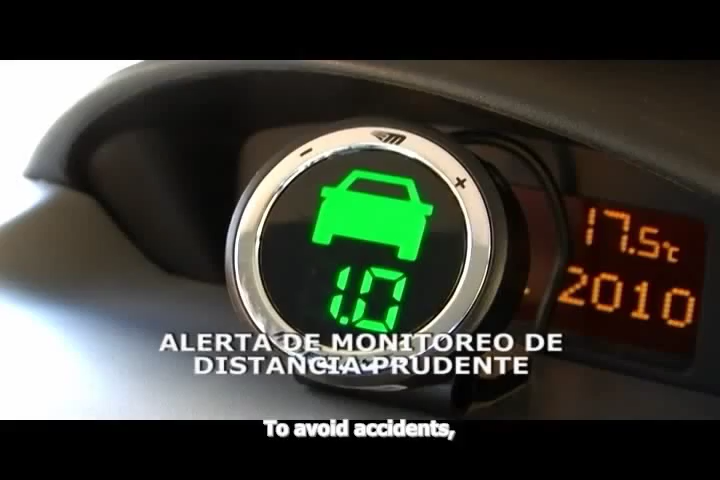 17.5°c
2010
1.0
ALERTA DE MONITOREO DE
DISTANCIA PRUDENTE
To avoid accidents,